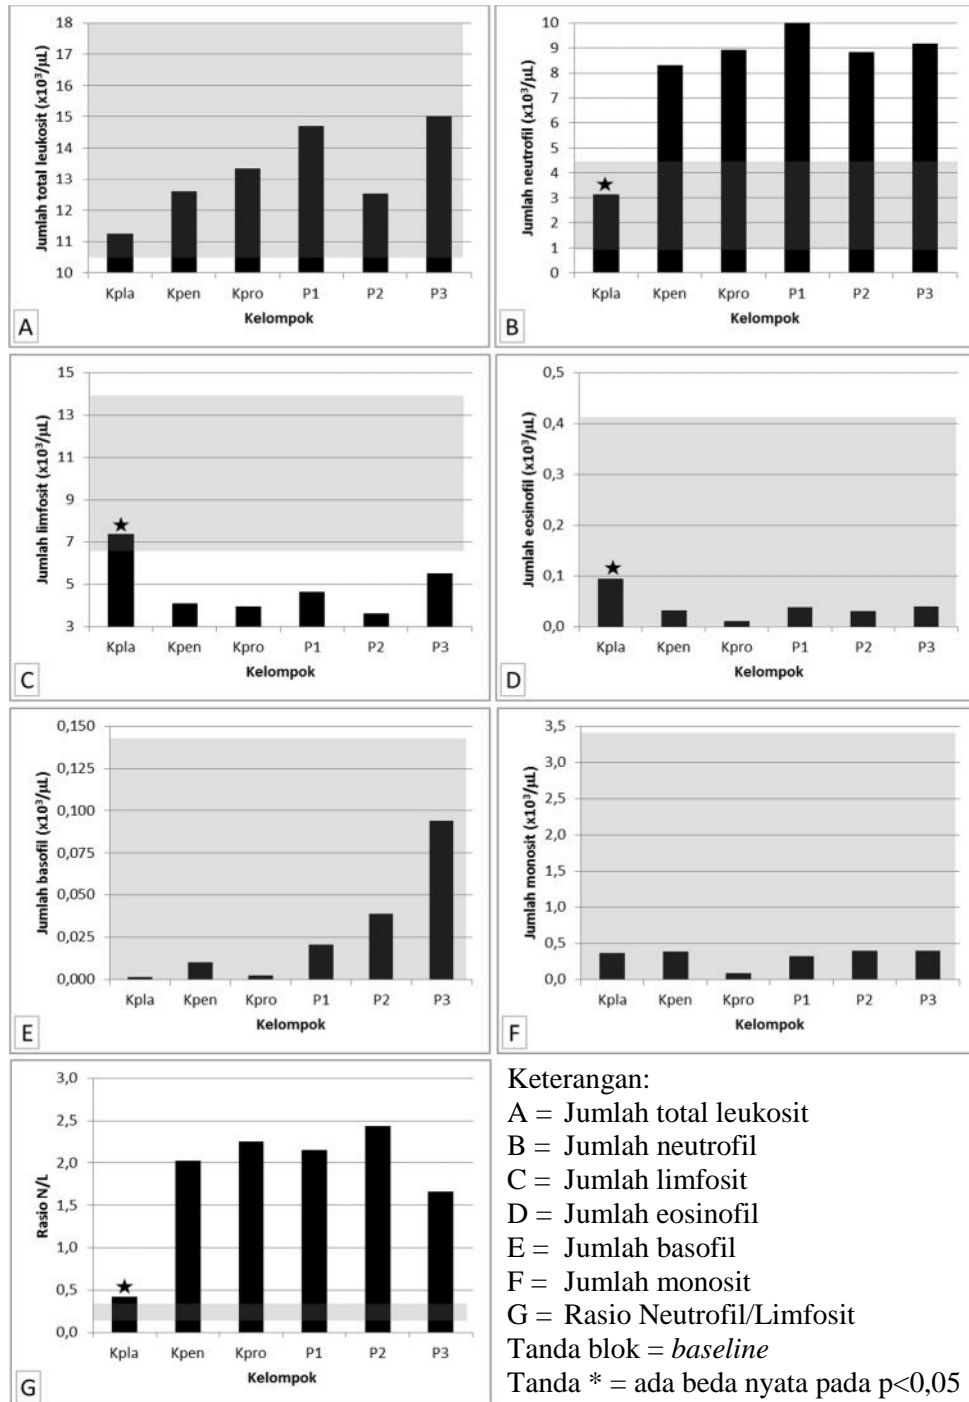 18
17
16
15
14
13
12
11
10
Jumlah total leukosit (x10³/µL)
Kpla Kpen Kpro P1 P2 P3
Kelompok
A
10
9
8
7
6
5
4
3
2
1
0
Jumlah neutrofil (x10³/µL)
★
Kpla Kpen Kpro P1 P2 P3
Kelompok
B
15
13
11
9
7
5
3
Jumlah limfosit (x10³/µL)
★
Kpla Kpen Kpro P1 P2 P3
Kelompok
C
0,5
0,4
0,3
0,2
0,1
0,0
Jumlah eosinofil (x10³/µL)
★
Kpla Kpen Kpro P1 P2 P3
Kelompok
D
0,150
0,125
0,100
0,075
0,050
0,025
0,000
Jumlah basofil (x10³/µL)
Kpla Kpen Kpro P1 P2 P3
Kelompok
E
3,5
3,0
2,5
2,0
1,5
1,0
0,5
0,0
Jumlah monosit (x10³/µL)
Kpla Kpen Kpro P1 P2 P3
Kelompok
F
3,0
2,5
2,0
1,5
1,0
0,5
0,0
Rasio N/L
★
Kpla Kpen Kpro P1 P2 P3
Kelompok
G
Keterangan:
A = Jumlah total leukosit
B = Jumlah neutrofil
C = Jumlah limfosit
D = Jumlah eosinofil
E = Jumlah basofil
F = Jumlah monosit
G = Rasio Neutrofil/Limfosit
Tanda blok = baseline
Tanda * = ada beda nyata pada p<0,05